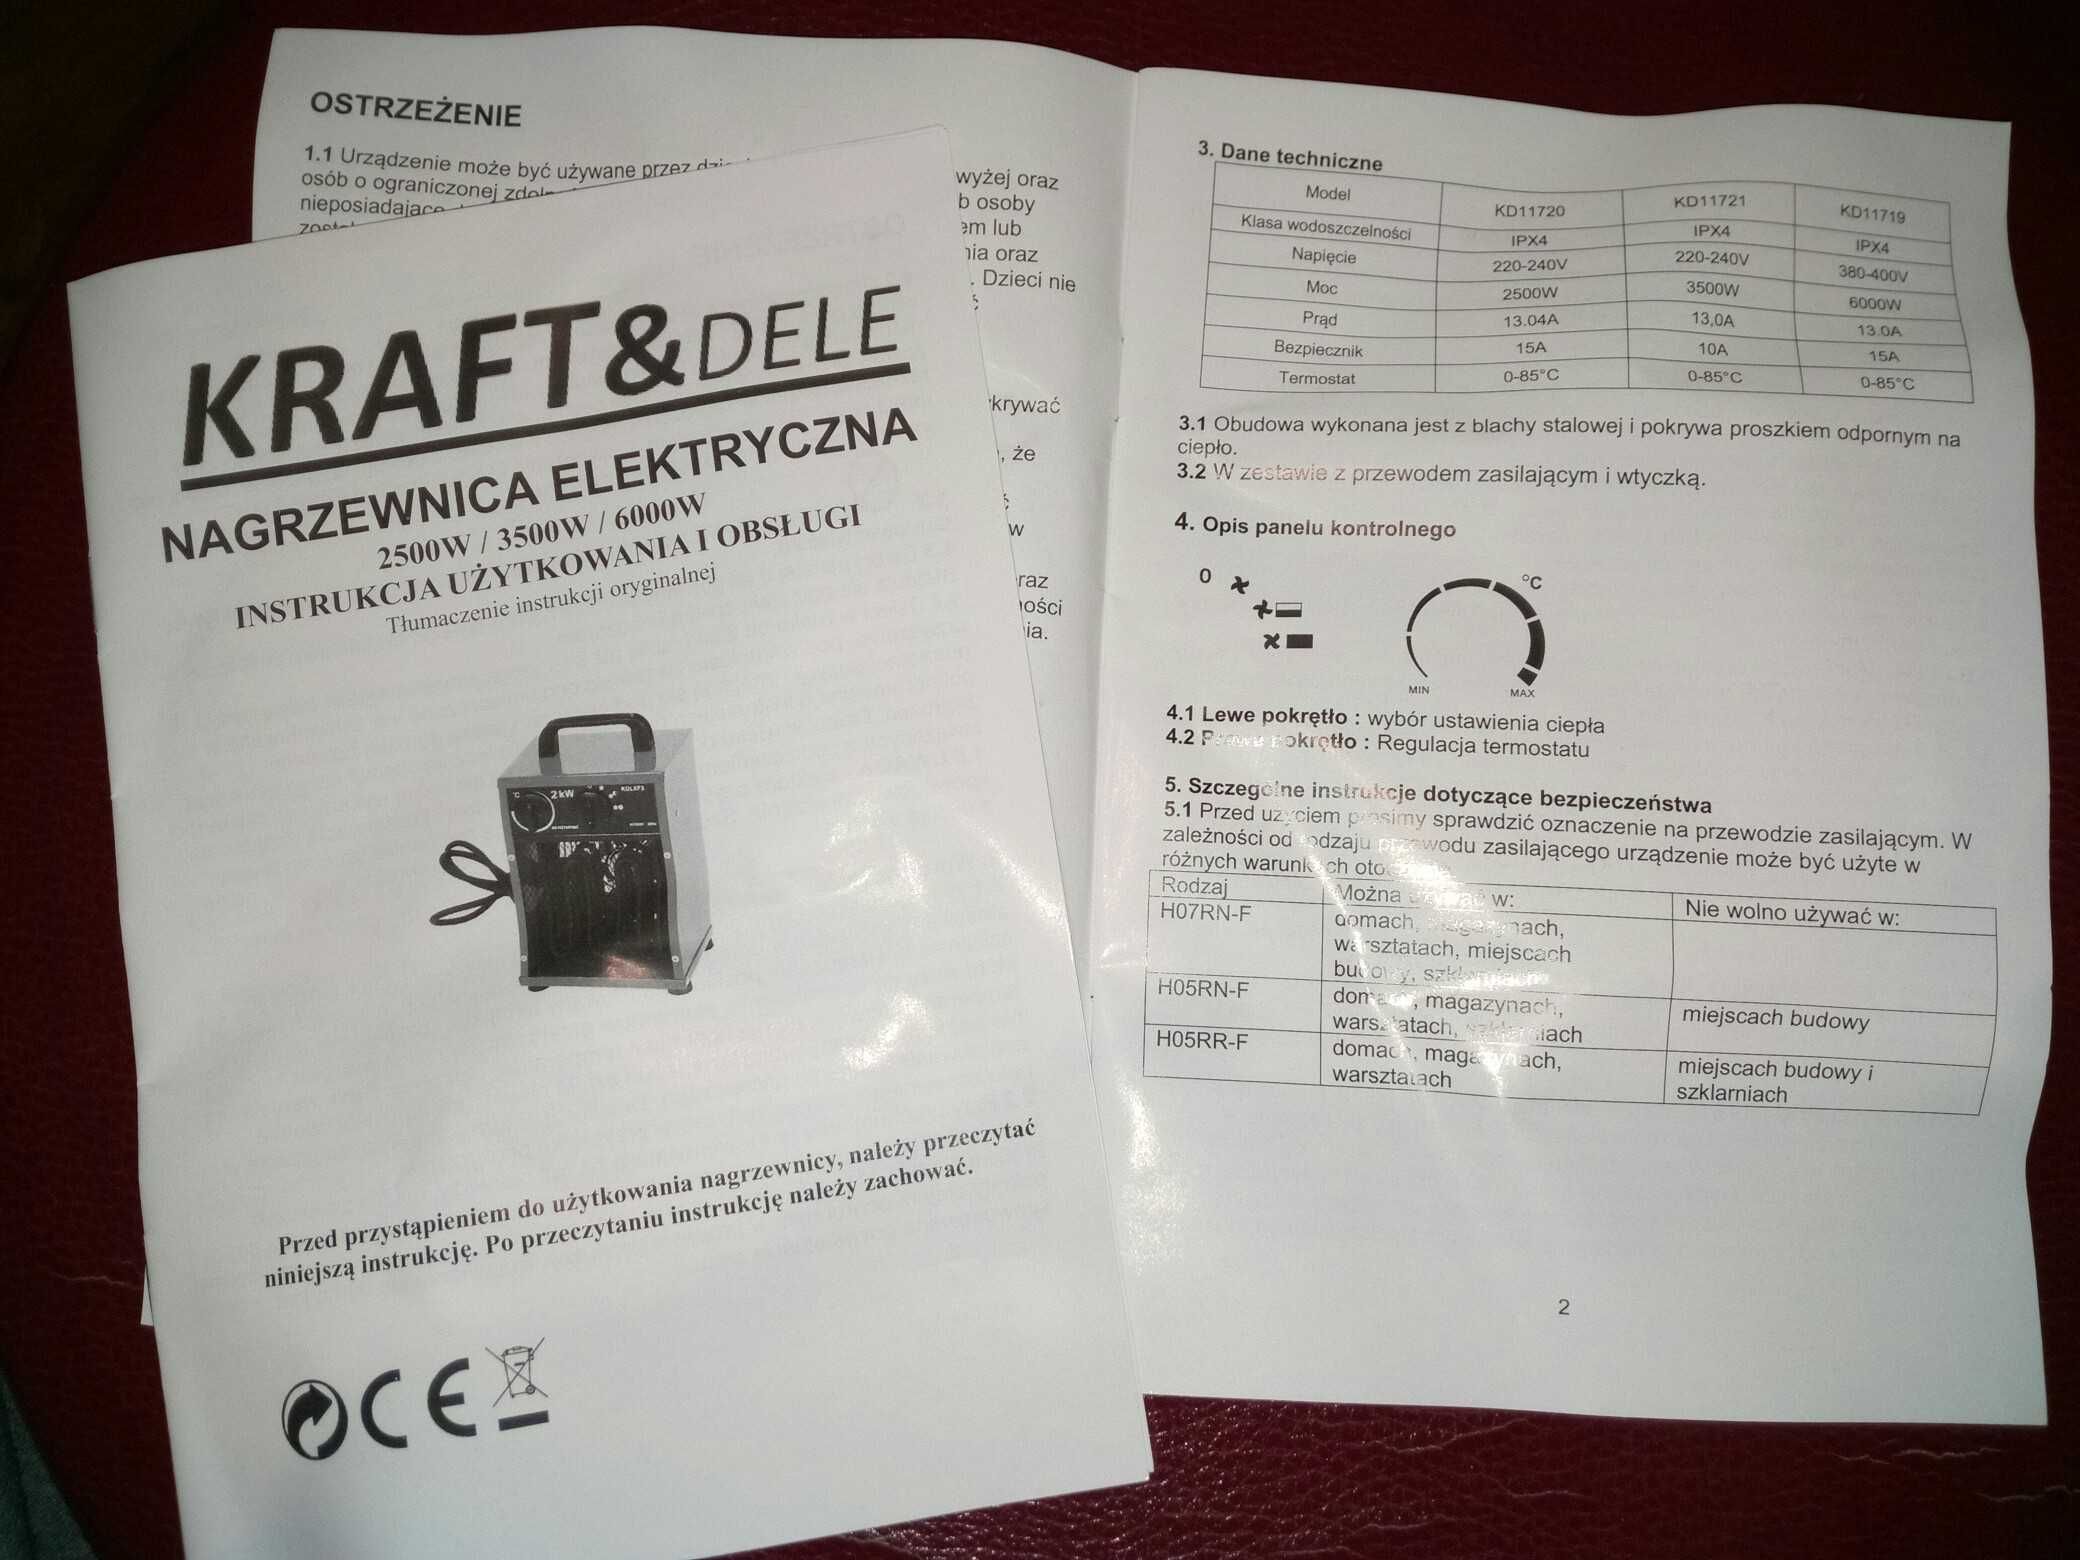 OSTRZEŻENIE
1.1 Urządzenie może być używane przez
osób o ograniczonej
wyżej oraz
osoby
lub
oraz
. Dzieci nie
, że
w
KRAFT&DELE
NAGRZEWNICA ELEKTRYCZNA
2500W / 3500W / 6000W
INSTRUKCJA UŻYTKOWANIA I OBSŁUGI
Tłumaczenie instrukcji oryginalnej
°C 2kW
Przed przystąpieniem do użytkowania nagrzewnicy, należy przeczytać
niniejszą instrukcję. Po przeczytaniu instrukcję należy zachować.
CE
3. Dane techniczne
Model KD11720 KD11721 KD11719
Klasa wodoszczelności IPX4 IPX4 IPX4
Napięcie 220-240V 220-240V 380-400V
Moc 2500W 3500W 6000W
Prąd 13.04A 13,0A 13.0A
Bezpiecznik 15A 10A 15A
Termostat 0-85°C 0-85°C 0-85°C
3.1 Obudowa wykonana jest z blachy stalowej i pokrywa proszkiem odpornym na
ciepło.
3.2 W zestawie z przewodem zasilającym i wtyczką.
4. Opis panelu kontrolnego
0
°C
MIN MAX
4.1 Lewe pokrętło : wybór ustawienia ciepła
4.2 pokrętło : Regulacja termostatu
5. Szczegolne instrukcje dotyczące bezpieczeństwa
5.1 Przed użyciem prosimy sprawdzić oznaczenie na przewodzie zasilającym. W
zależności od rodzaju przewodu zasilającego urządzenie może być użyte w
różnych warunkach
Rodzaj Można używać w: Nie wolno używać w:
H07RN-F domach, magazynach,
warsztatach, miejscach
budowy, szklarniach
H05RN-F domach, magazynach, miejscach budowy
warsztatach, szklarniach
H05RR-F domach, magazynach, miejscach budowy i
warsztatach szklarniach
2